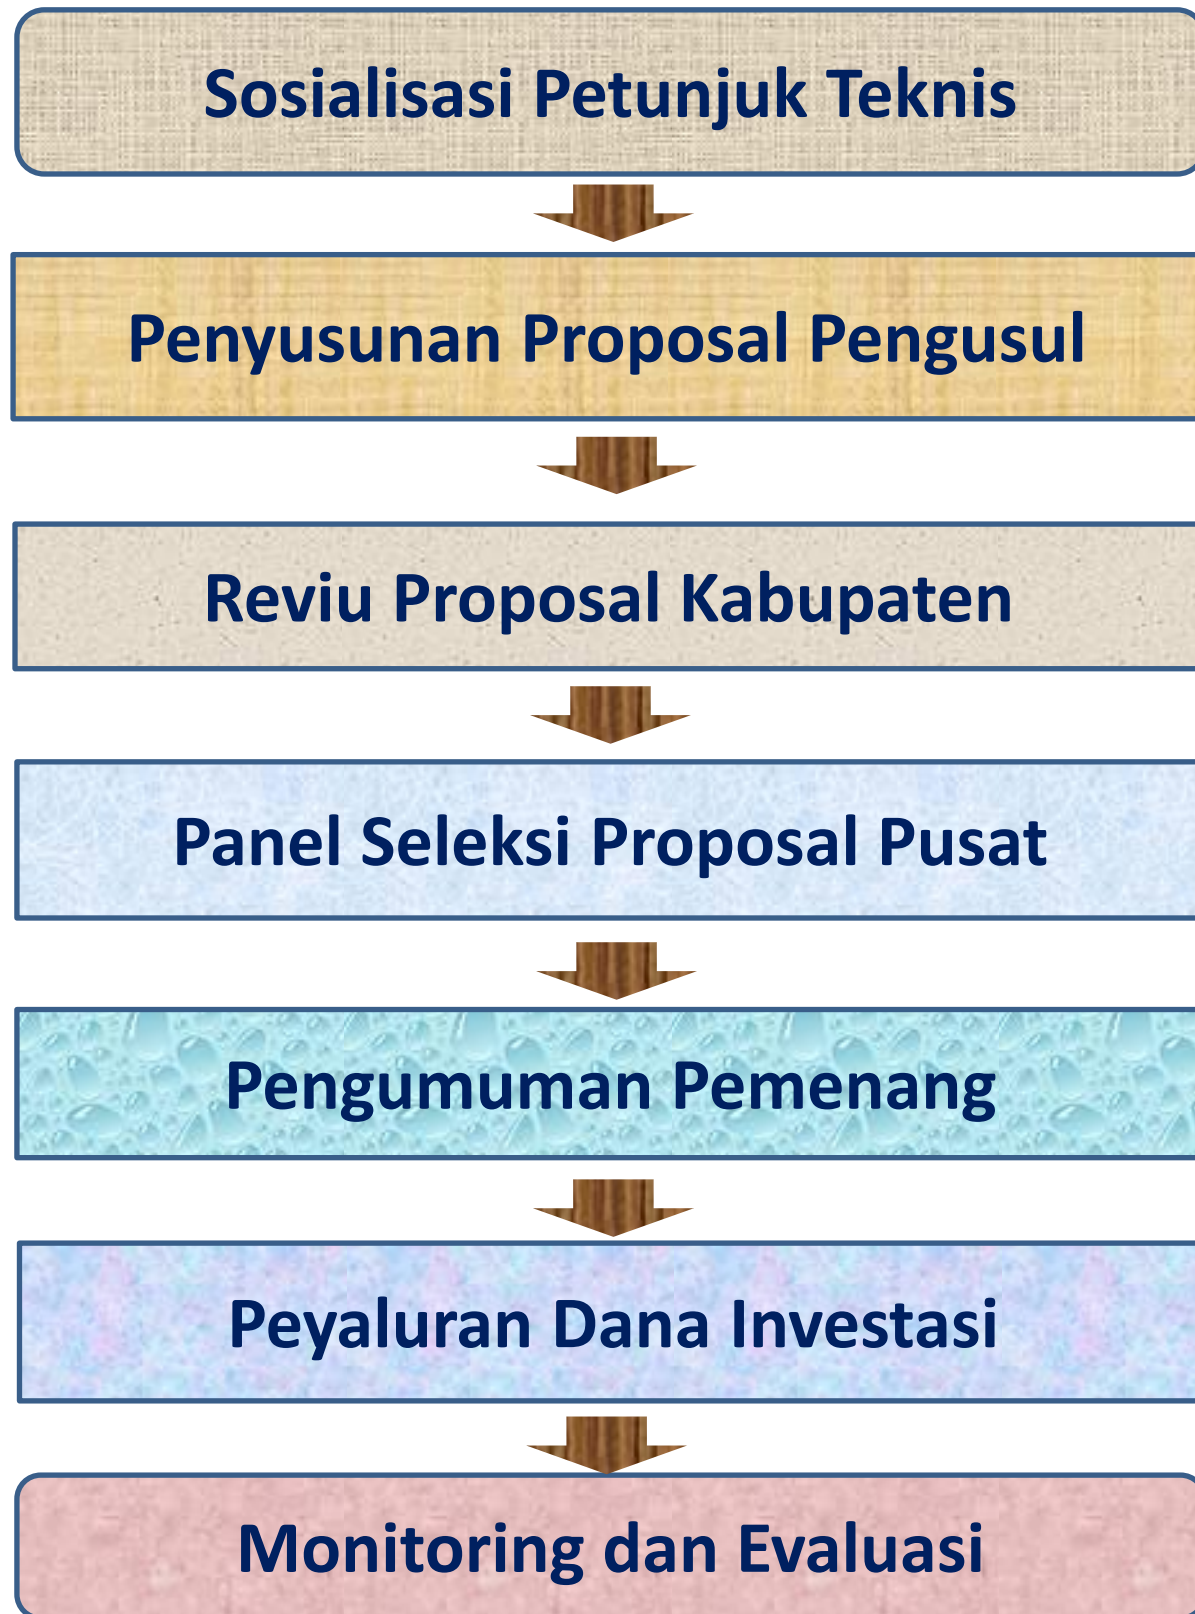 Sosialisasi Petunjuk Teknis
Penyusunan Proposal Pengusul
Reviu Proposal Kabupaten
Panel Seleksi Proposal Pusat
Pengumuman Pemenang
Peyaluran Dana Investasi
Monitoring dan Evaluasi